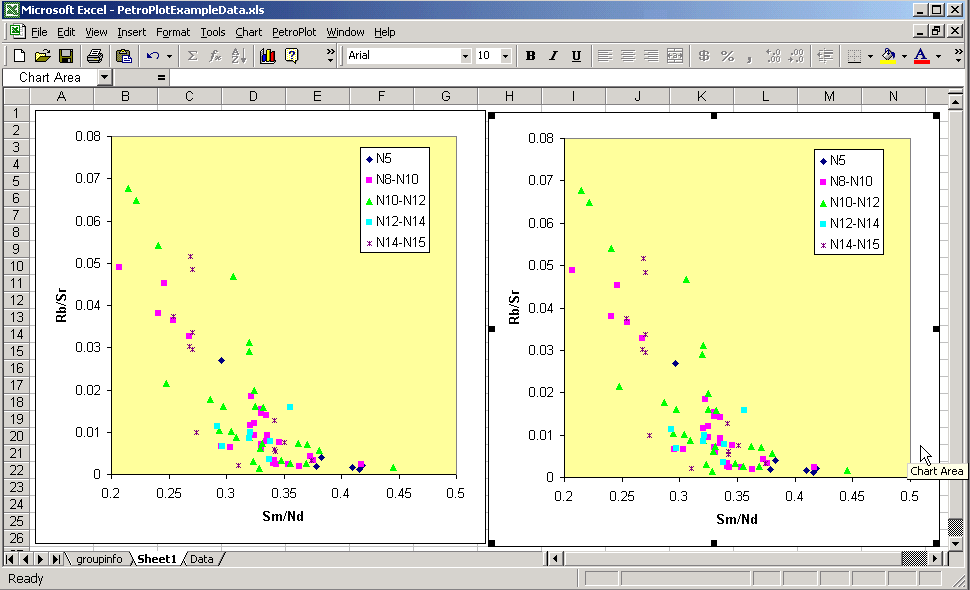 Microsoft Excel - PetroPlotExampleData.xls
File Edit View Insert Format Tools Chart PetroPlot Window Help
Arial 10 B I U $ % ,
Chart Area =
A B C D E F G H I J K L M N
1
2
3
4
5
6
7
8
9
10
11
12
13
14
15
16
17
18
19
20
21
22
23
24
25
26
0.08
0.07
0.06
0.05
0.04
0.03
0.02
0.01
0
Rb/Sr
0.2 0.25 0.3 0.35 0.4 0.45 0.5
Sm/Nd
N5
N8-N10
N10-N12
N12-N14
N14-N15
0.08
0.07
0.06
0.05
0.04
0.03
0.02
0.01
0
Rb/Sr
0.2 0.25 0.3 0.35 0.4 0.45 0.5
Sm/Nd
N5
N8-N10
N10-N12
N12-N14
N14-N15
Chart Area
groupinfo Sheet1 Data
Ready